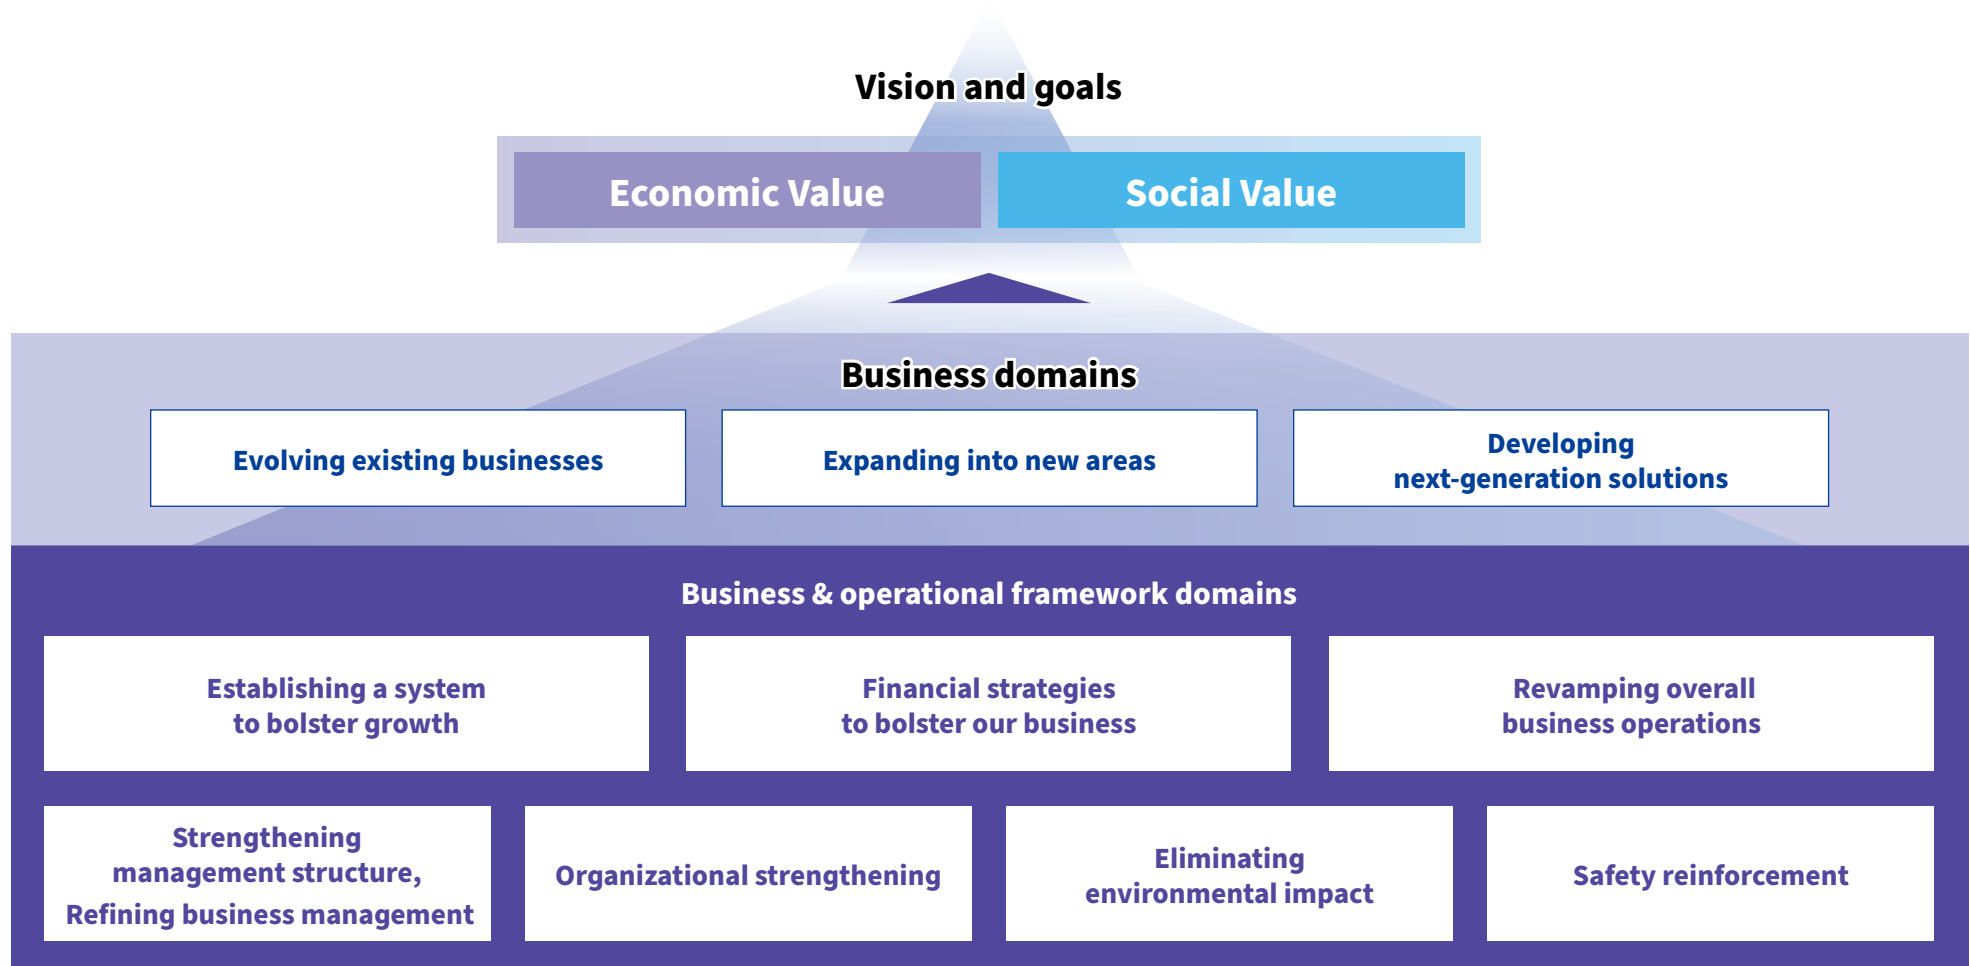 Vision and goals
Economic Value
Social Value
Business domains
Evolving existing businesses
Expanding into new areas
Developing
next-generation solutions
Business & operational framework domains
Establishing a system
to bolster growth
Financial strategies
to bolster our business
Revamping overall
business operations
Strengthening
management structure,
Refining business management
Organizational strengthening
Eliminating
environmental impact
Safety reinforcement